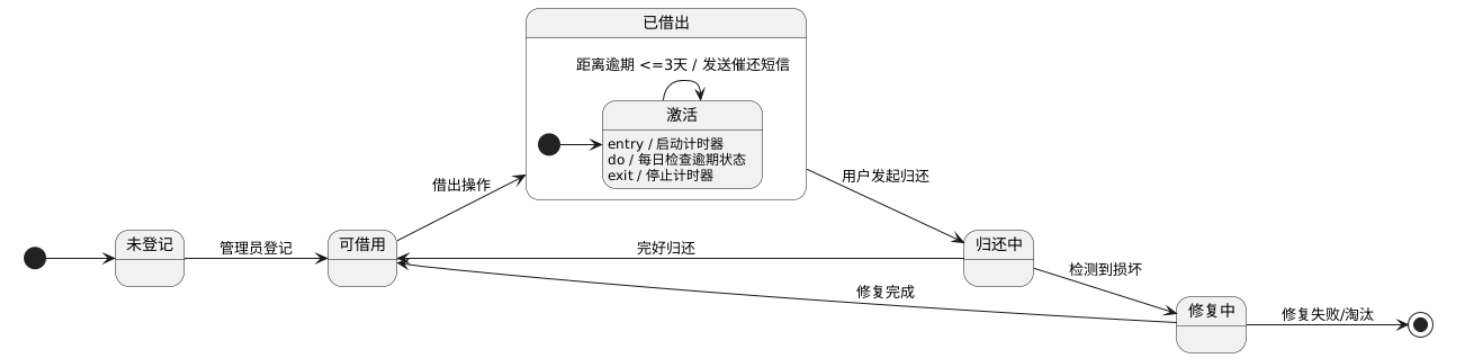 已借出
距离逾期 <=3天 / 发送催还短信
激活
entry / 启动计时器
do / 每日检查逾期状态
exit / 停止计时器
借出操作
用户发起归还
未登记
管理员登记
可借用
完好归还
归还中
检测到损坏
修复完成
修复中
修复失败/淘汰